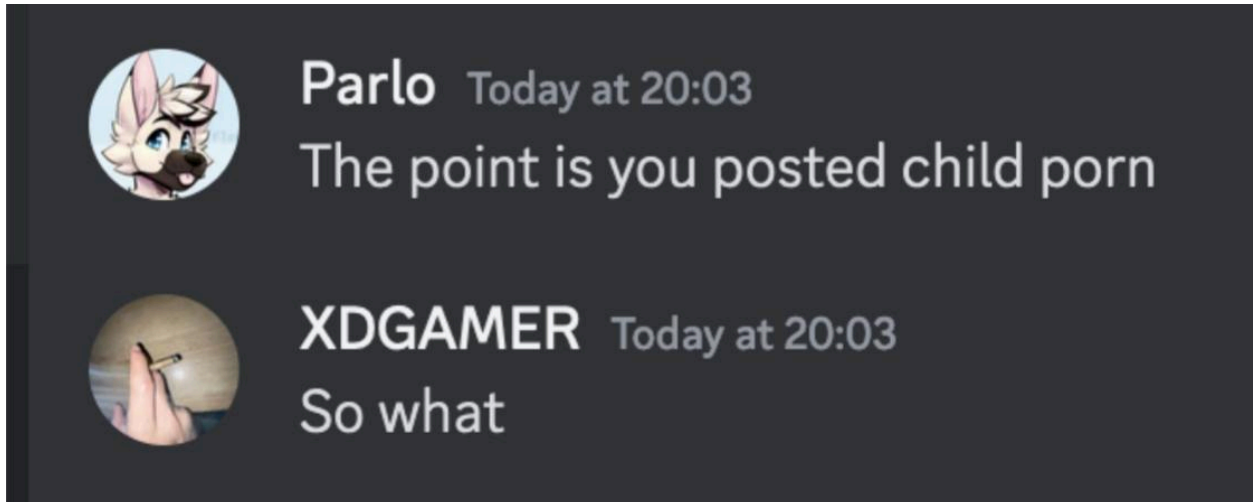 Parlo Today at 20:03
The point is you posted child porn
XDGAMER Today at 20:03
So what